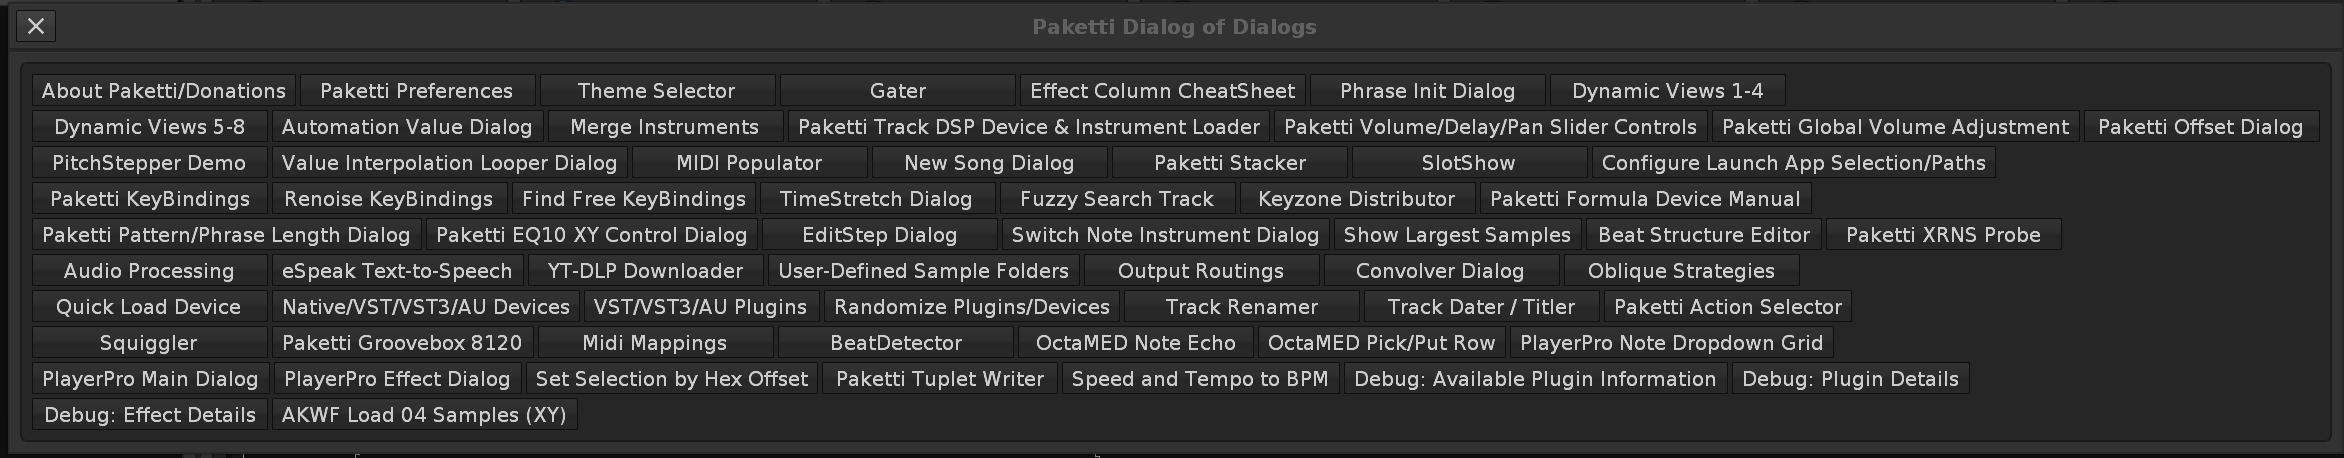 Paketti Dialog of Dialogs
About Paketti/Donations Paketti Preferences Theme Selector Gater Effect Column CheatSheet Phrase Init Dialog Dynamic Views 1-4
Dynamic Views 5-8 Automation Value Dialog Merge Instruments Paketti Track DSP Device & Instrument Loader Paketti Volume/Delay/Pan Slider Controls Paketti Global Volume Adjustment Paketti Offset Dialog
PitchStepper Demo Value Interpolation Looper Dialog MIDI Populator New Song Dialog Paketti Stacker SlotShow Configure Launch App Selection/Paths
Paketti KeyBindings Renoise KeyBindings Find Free KeyBindings TimeStretch Dialog Fuzzy Search Track Keyzone Distributor Paketti Formula Device Manual
Paketti Pattern/Phrase Length Dialog Paketti EQ10 XY Control Dialog EditStep Dialog Switch Note Instrument Dialog Show Largest Samples Beat Structure Editor Paketti XRNS Probe
Audio Processing eSpeak Text-to-Speech YT-DLP Downloader User-Defined Sample Folders Output Routings Convolver Dialog Oblique Strategies
Quick Load Device Native/VST/VST3/AU Devices VST/VST3/AU Plugins Randomize Plugins/Devices Track Renamer Track Dater / Titler Paketti Action Selector
Squiggler Paketti Groovebox 8120 Midi Mappings BeatDetector OctaMED Note Echo OctaMED Pick/Put Row PlayerPro Note Dropdown Grid
PlayerPro Main Dialog PlayerPro Effect Dialog Set Selection by Hex Offset Paketti Tuplet Writer Speed and Tempo to BPM Debug: Available Plugin Information Debug: Plugin Details
Debug: Effect Details AKWF Load 04 Samples (XY)